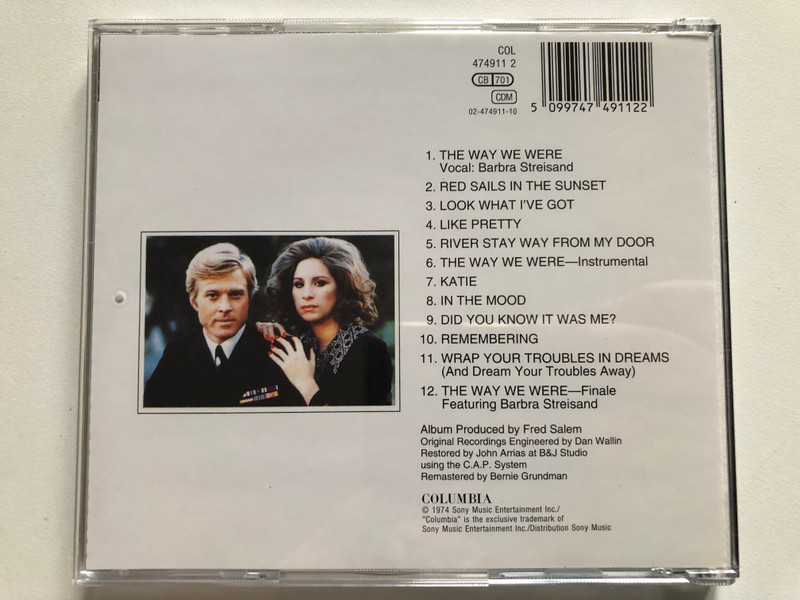 COL
474911 2
CB 701
CDM
02-474911-10
5 099747 491122
1. THE WAY WE WERE
Vocal: Barbra Streisand
2. RED SAILS IN THE SUNSET
3. LOOK WHAT I'VE GOT
4. LIKE PRETTY
5. RIVER STAY WAY FROM MY DOOR
6. THE WAY WE WERE—Instrumental
7. KATIE
8. IN THE MOOD
9. DID YOU KNOW IT WAS ME?
10. REMEMBERING
11. WRAP YOUR TROUBLES IN DREAMS
(And Dream Your Troubles Away)
12. THE WAY WE WERE—Finale
Featuring Barbra Streisand
Album Produced by Fred Salem
Original Recordings Engineered by Dan Wallin
Restored by John Arrias at B&J Studio
using the C.A.P. System
Remastered by Bernie Grundman
COLUMBIA
© 1974 Sony Music Entertainment Inc./
"Columbia" is the exclusive trademark of
Sony Music Entertainment Inc./Distribution Sony Music